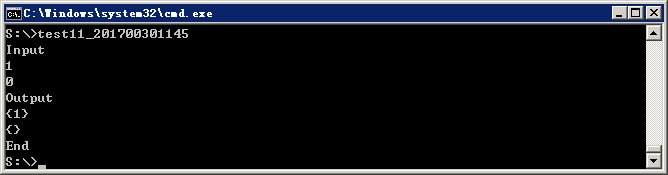 C:\Windows\system32\cmd.exe
S:\>test11_201700301145
Input
1
0
Output
{1}
{}
End
S:\>